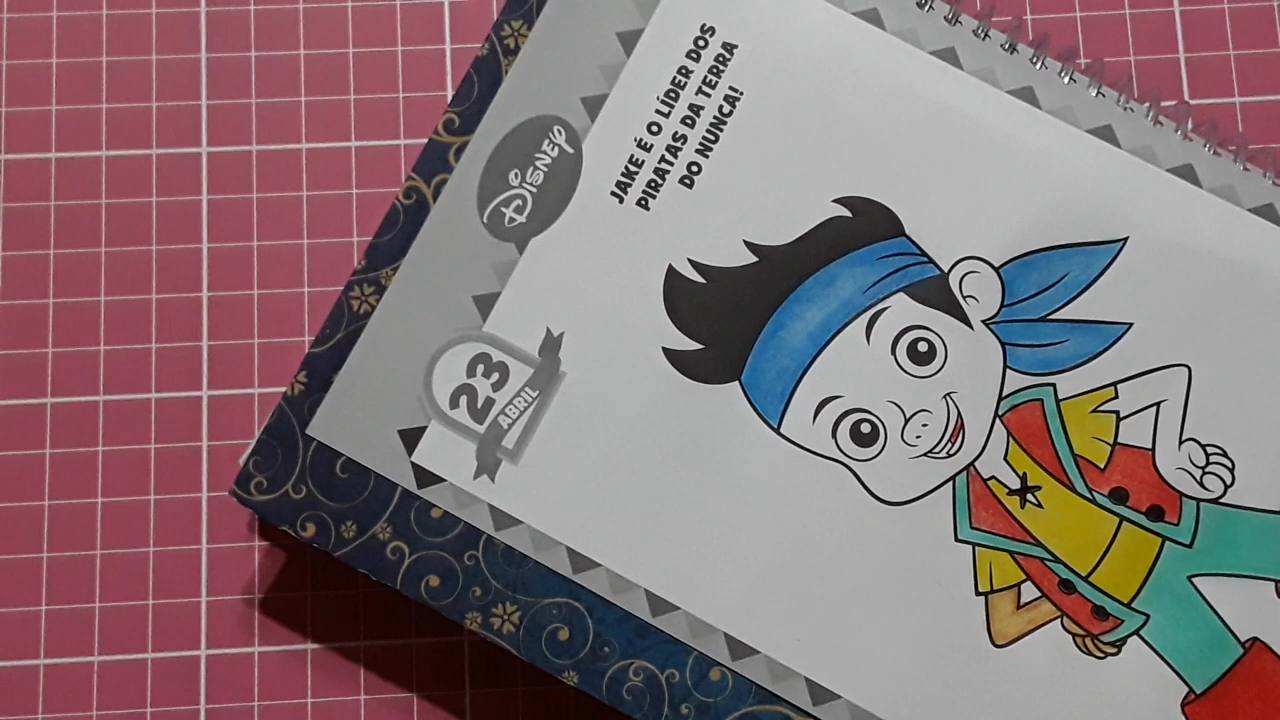 JAKE É O LÍDER DOS
PIRATAS DA TERRA
DO NUNCA!
Disney
23
ABRIL